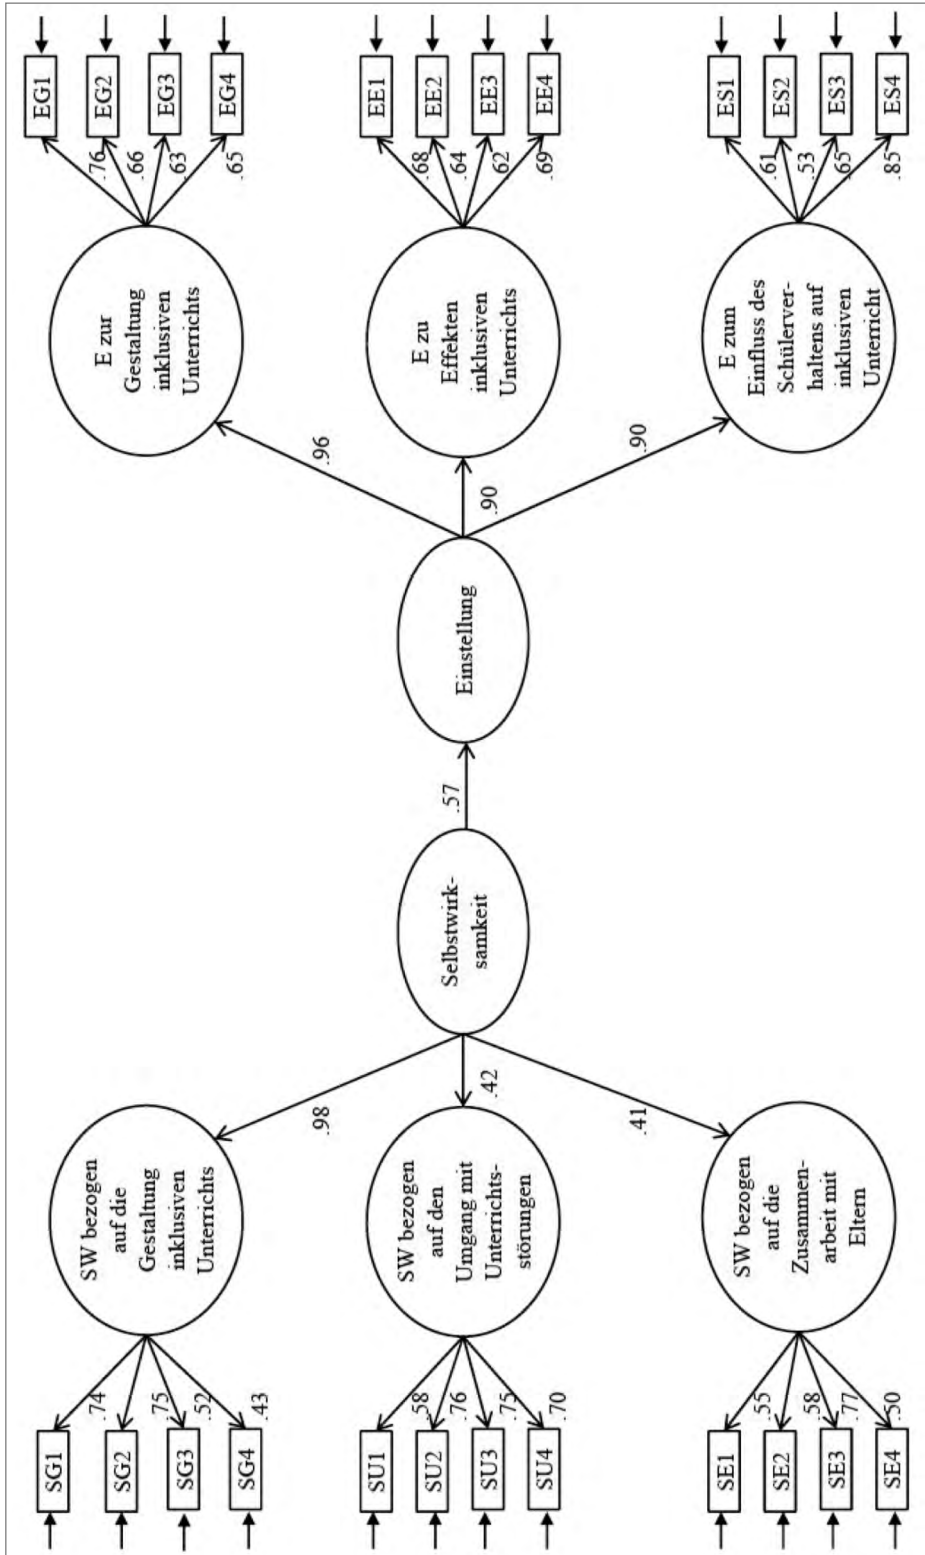 SG1
SG2
SG3
SG4
.74
.75
.52
.43
SW bezogen
auf die
Gestaltung
inklusiven
Unterrichts
.98
.96
E zur
Gestaltung
inklusiven
Unterrichts
.76
.66
.63
.65
EG1
EG2
EG3
EG4
SU1
SU2
SU3
SU4
.58
.76
.75
.70
SW bezogen
auf den
Umgang mit
Unterrichts-
störungen
.42
Selbstwirk-
samkeit
.57
Einstellung
.90
E zu
Effekten
inklusiven
Unterrichts
.68
.64
.62
.69
EE1
EE2
EE3
EE4
SE1
SE2
SE3
SE4
.55
.58
.77
.50
SW bezogen
auf die
Zusammen-
arbeit mit
Eltern
.41
.90
E zum
Einfluss des
Schülerver-
haltens auf
inklusiven
Unterricht
.61
.53
.65
.85
ES1
ES2
ES3
ES4